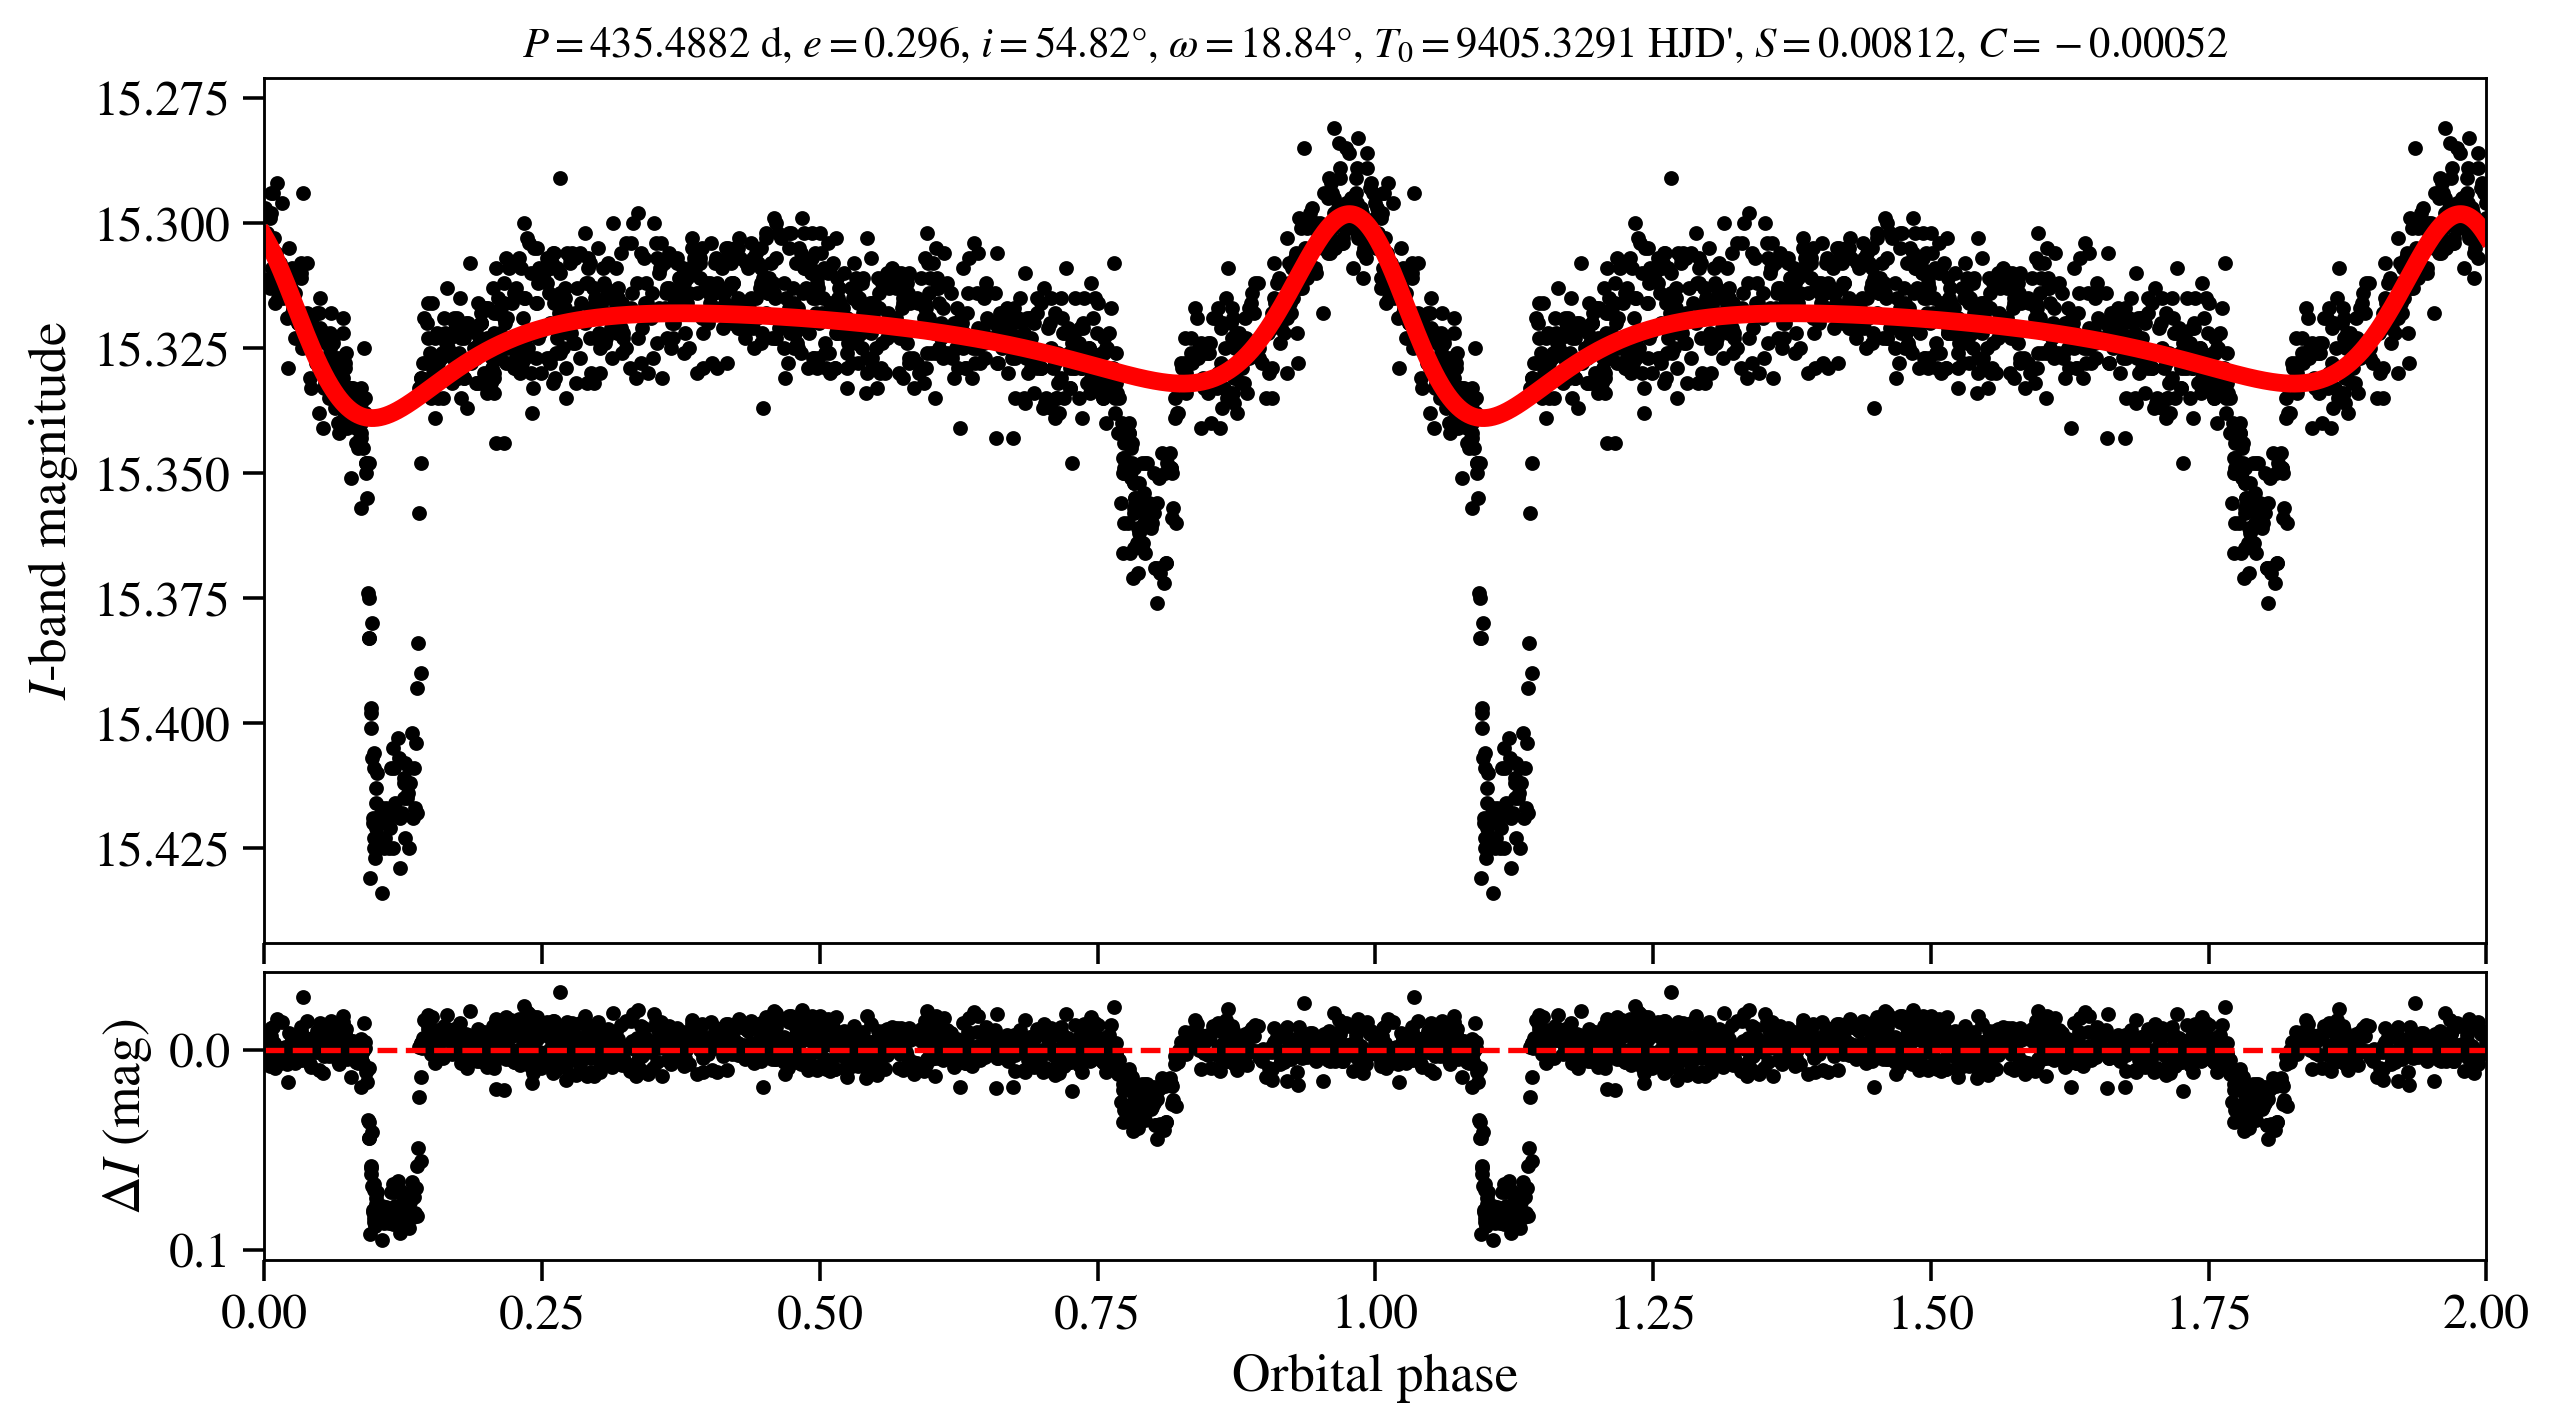 P = 435.4882 d, e = 0.296, i = 54.82°, ω = 18.84°, T₀ = 9405.3291 HJD', S = 0.00812, C = −0.00052
15.275
15.300
15.325
15.350
15.375
15.400
15.425
I-band magnitude
0.0
0.1
ΔI (mag)
0.00 0.25 0.50 0.75 1.00 1.25 1.50 1.75 2.00
Orbital phase